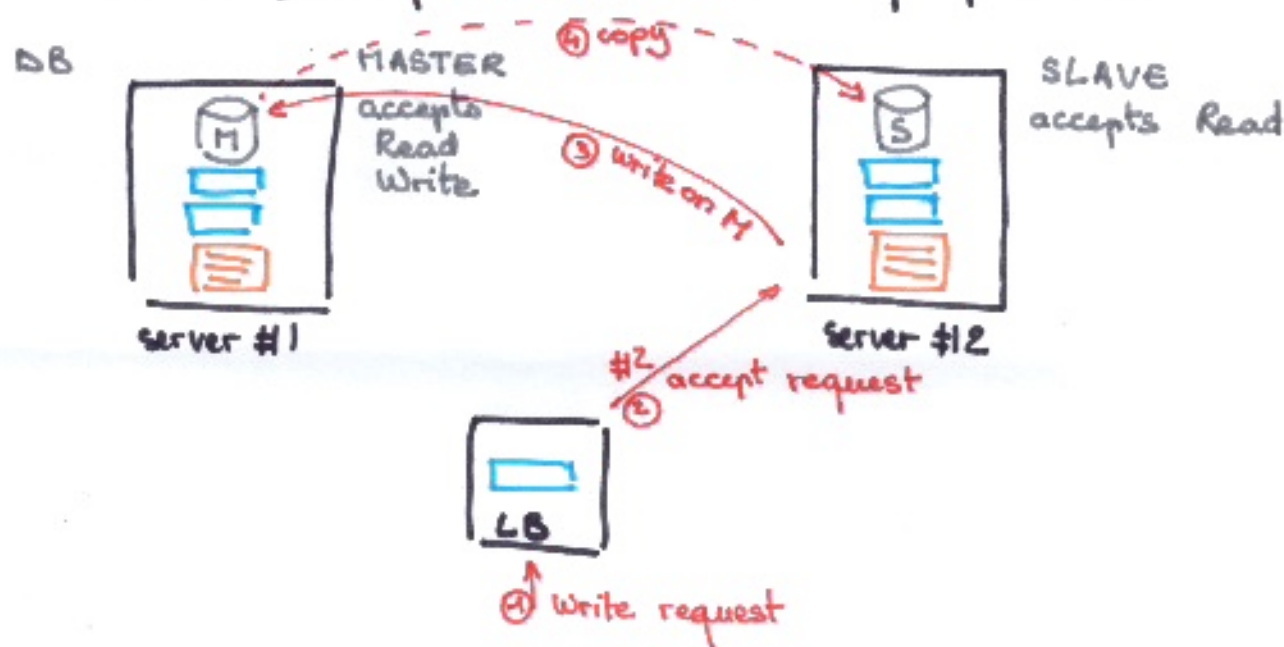 ④ copy
DB
MASTER
accepts
Read
Write
M
③ write on M
S
SLAVE
accepts Read
server #1
server #2
#2 accept request
②
LB
① Write request